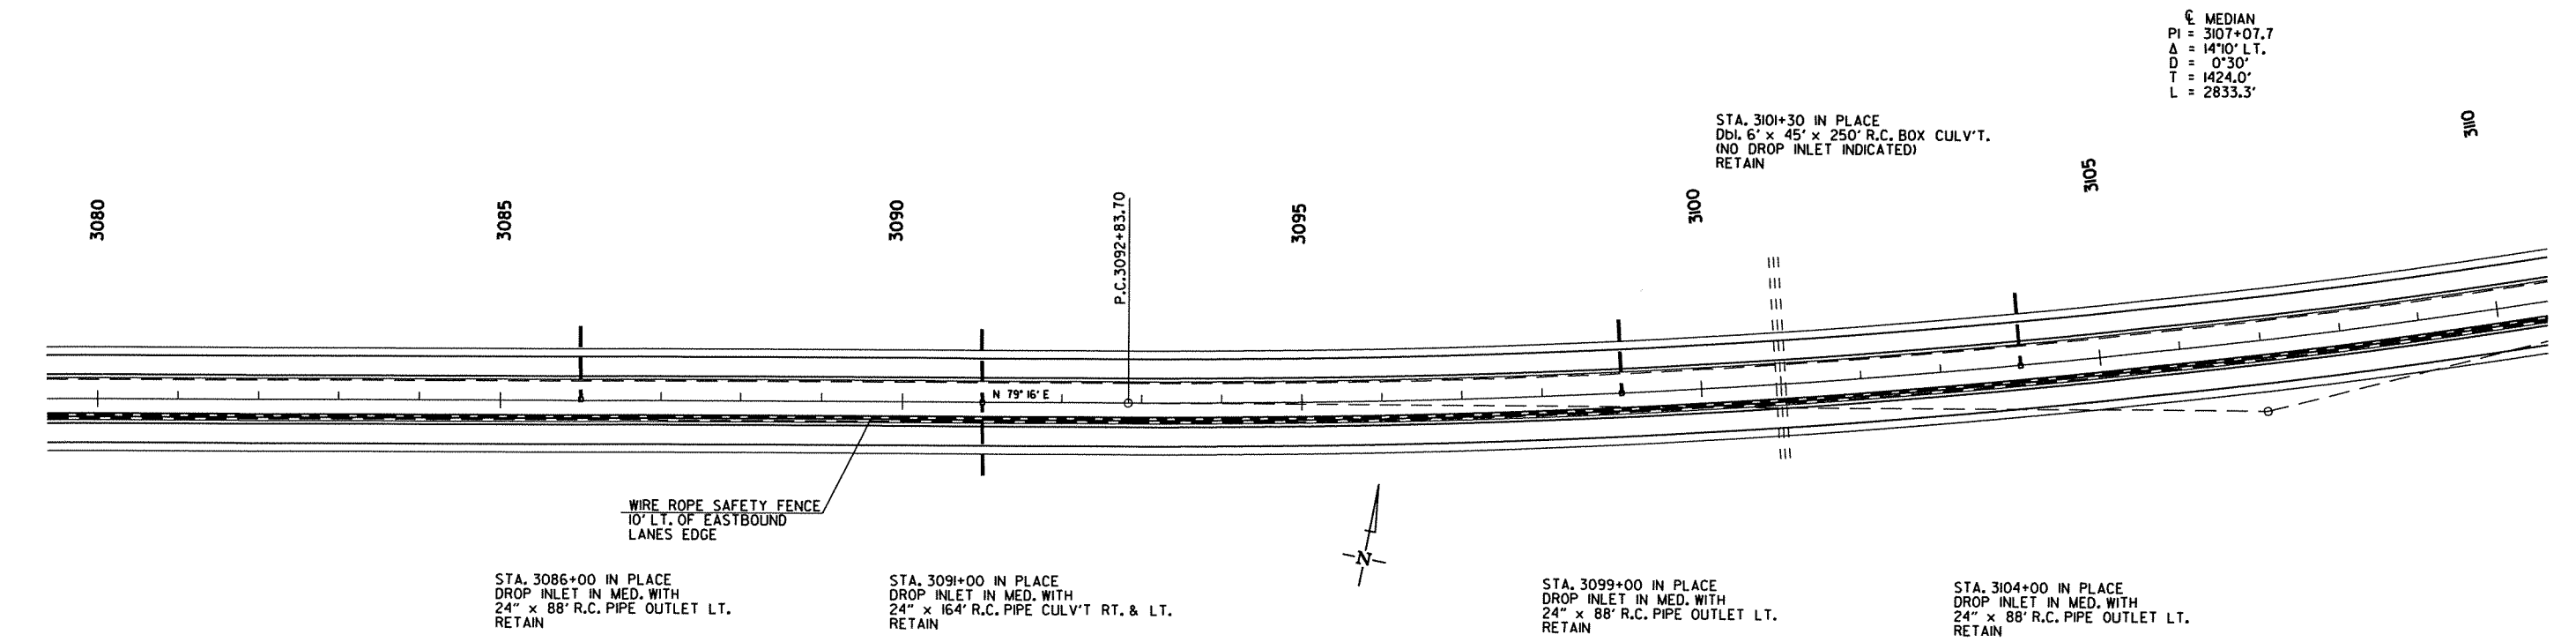 ℄ MEDIAN
PI = 3107+07.7
Δ = 14°10' LT.
D = 0°30'
T = 1424.0'
L = 2833.3'
STA. 3101+30 IN PLACE
Dbl. 6' x 45' x 250' R.C. BOX CULV'T.
(NO DROP INLET INDICATED)
RETAIN
3080
3085
3090
P.C. 3092+83.70
3095
3100
3105
3110
N 79°16' E
WIRE ROPE SAFETY FENCE
10' LT. OF EASTBOUND
LANES EDGE
N
STA. 3086+00 IN PLACE
DROP INLET IN MED. WITH
24" x 88' R.C. PIPE OUTLET LT.
RETAIN
STA. 3091+00 IN PLACE
DROP INLET IN MED. WITH
24" x 164' R.C. PIPE CULV'T RT. & LT.
RETAIN
STA. 3099+00 IN PLACE
DROP INLET IN MED. WITH
24" x 88' R.C. PIPE OUTLET LT.
RETAIN
STA. 3104+00 IN PLACE
DROP INLET IN MED. WITH
24" x 88' R.C. PIPE OUTLET LT.
RETAIN